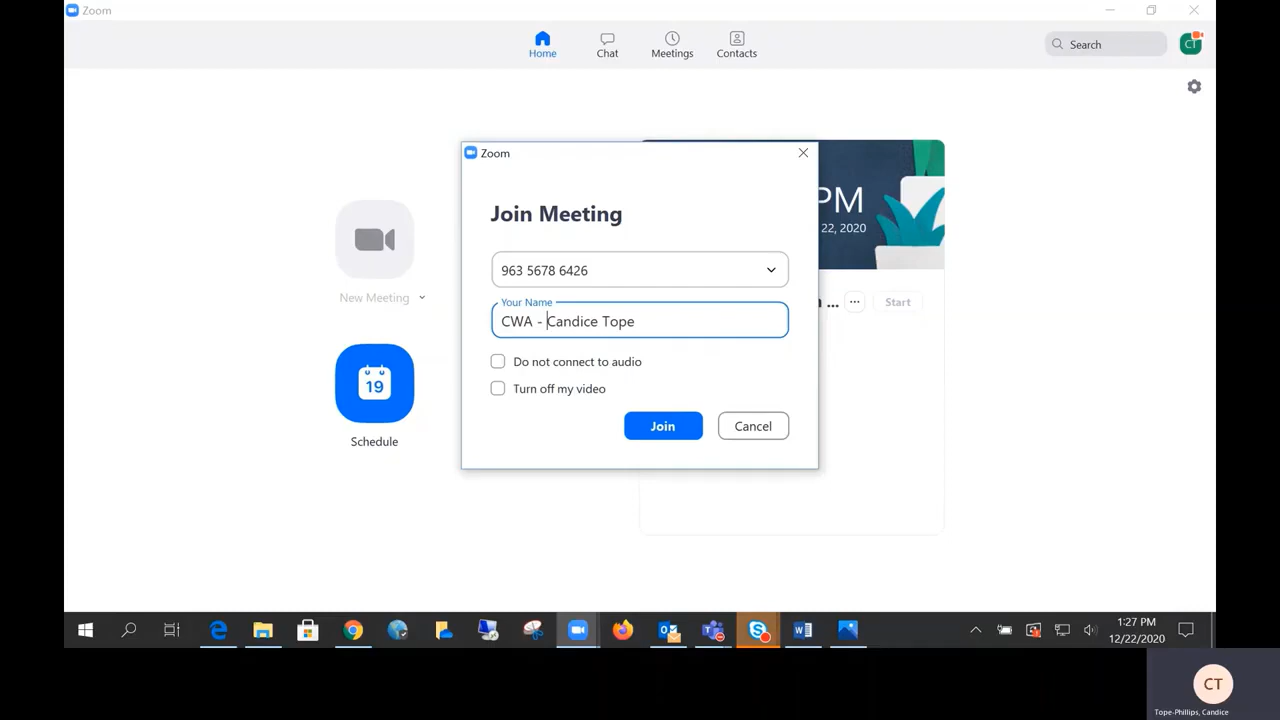 Zoom
Home
Chat
Meetings
Contacts
Search
CT
Zoom
Join Meeting
963 5678 6426
Your Name
CWA - Candice Tope
Do not connect to audio
Turn off my video
Join
Cancel
New Meeting
19
Schedule
PM
22, 2020
...
Start
1:27 PM
12/22/2020
CT
Tope-Phillips, Candice